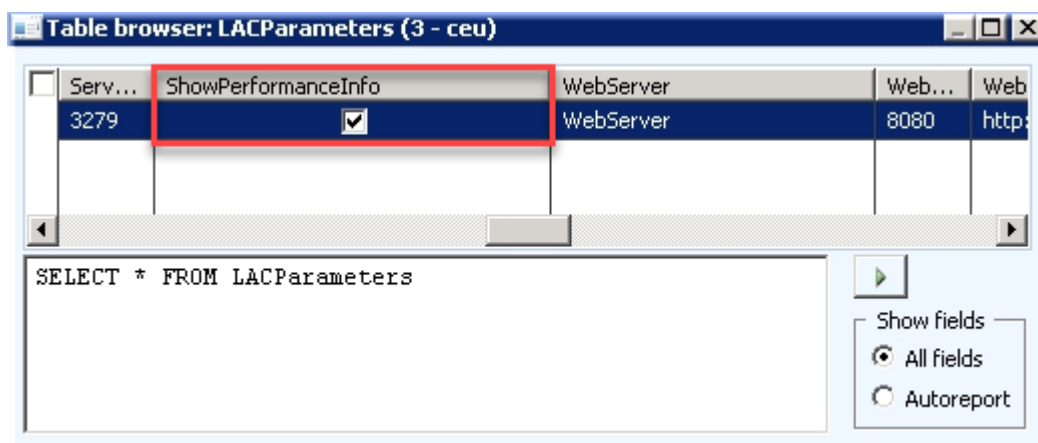 Table browser: LACParameters (3 - ceu)
Serv... ShowPerformanceInfo WebServer Web... Web
3279 WebServer 8080 http:
SELECT * FROM LACParameters
Show fields
All fields
Autoreport